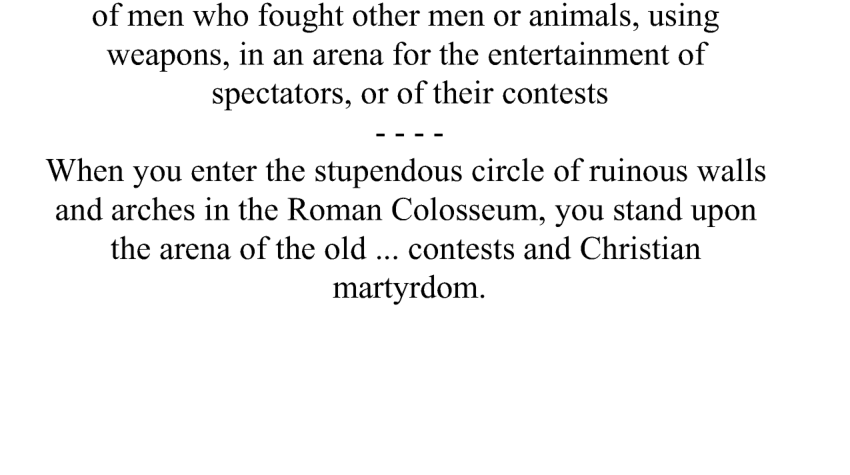 of men who fought other men or animals, using
weapons, in an arena for the entertainment of
spectators, or of their contests
- - - -
When you enter the stupendous circle of ruinous walls
and arches in the Roman Colosseum, you stand upon
the arena of the old ... contests and Christian
martyrdom.